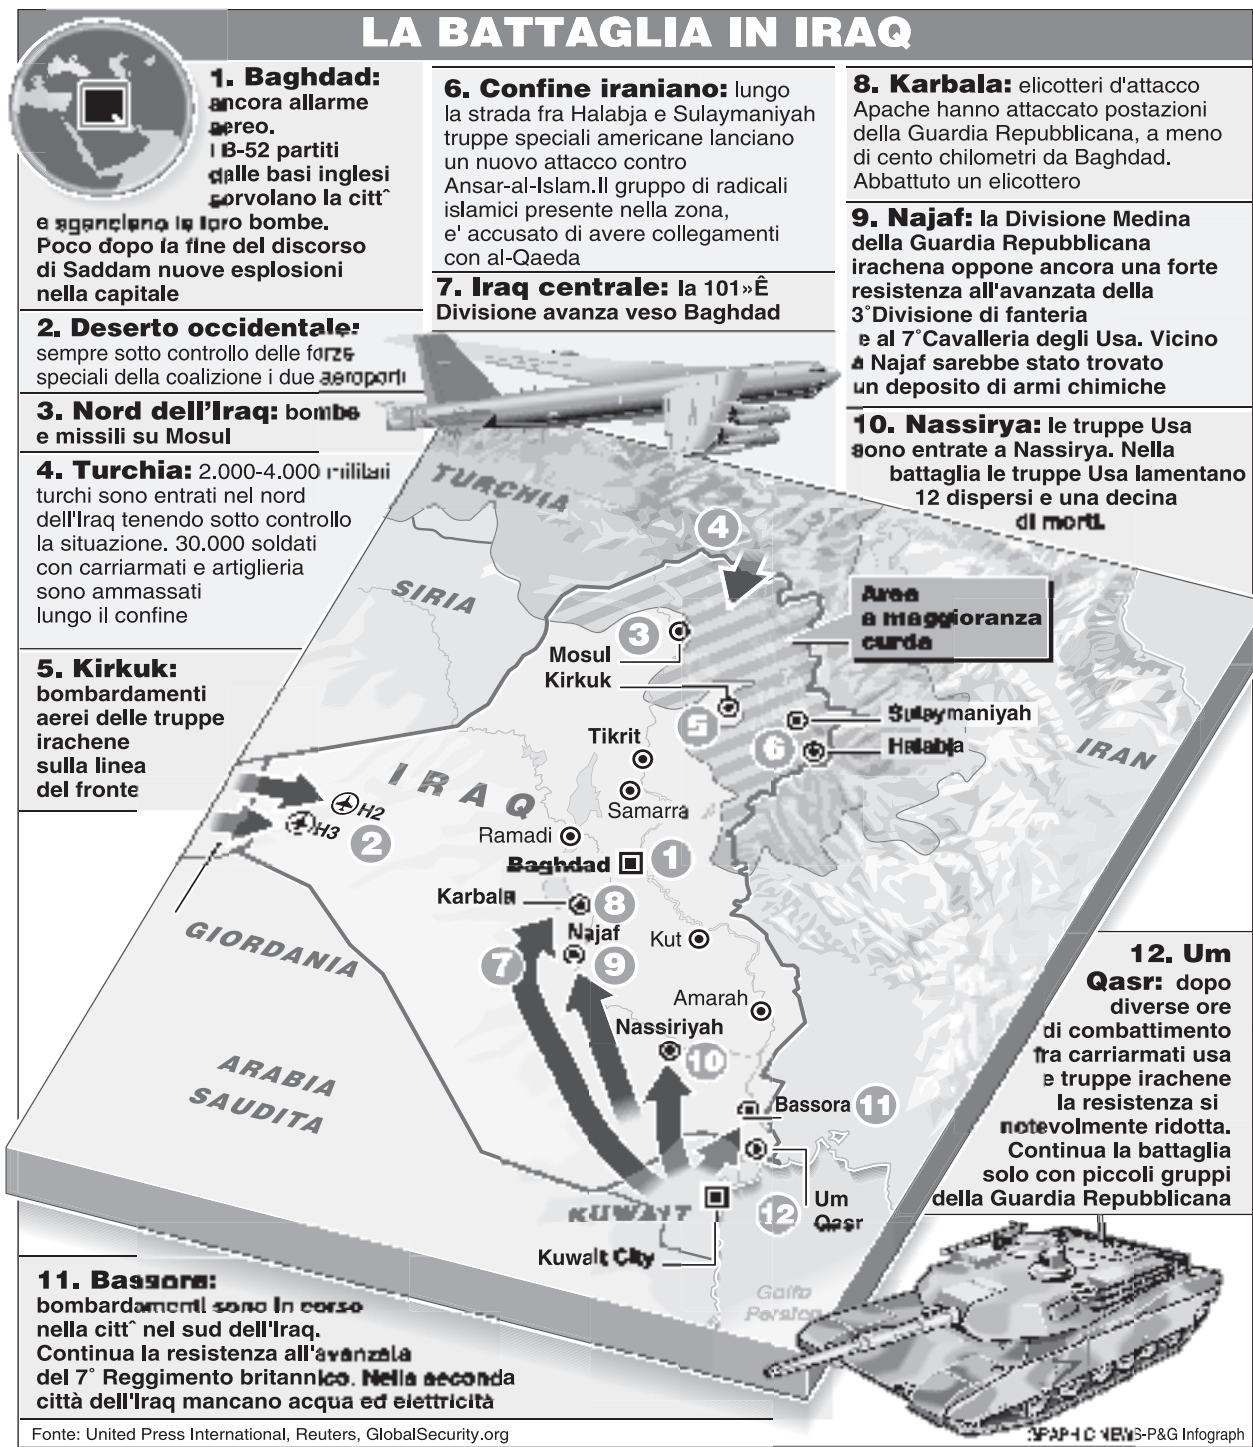 LA BATTAGLIA IN IRAQ
1. Baghdad:
ancora allarme
aereo.
I B-52 partiti
dalle basi inglesi
sorvolano la citt^
e sganciano le loro bombe.
Poco dopo la fine del discorso
di Saddam nuove esplosioni
nella capitale
2. Deserto occidentale:
sempre sotto controllo delle forze
speciali della coalizione i due aeroporti
3. Nord dell'Iraq: bombe
e missili su Mosul
4. Turchia: 2.000-4.000 militari
turchi sono entrati nel nord
dell'Iraq tenendo sotto controllo
la situazione. 30.000 soldati
con carriarmati e artiglieria
sono ammassati
lungo il confine
5. Kirkuk:
bombardamenti
aerei delle truppe
irachene
sulla linea
del fronte
6. Confine iraniano: lungo
la strada fra Halabja e Sulaymaniyah
truppe speciali americane lanciano
un nuovo attacco contro
Ansar-al-Islam.Il gruppo di radicali
islamici presente nella zona,
e' accusato di avere collegamenti
con al-Qaeda
7. Iraq centrale: la 101»Ê
Divisione avanza veso Baghdad
8. Karbala: elicotteri d'attacco
Apache hanno attaccato postazioni
della Guardia Repubblicana, a meno
di cento chilometri da Baghdad.
Abbattuto un elicottero
9. Najaf: la Divisione Medina
della Guardia Repubblicana
irachena oppone ancora una forte
resistenza all'avanzata della
3°Divisione di fanteria
e al 7°Cavalleria degli Usa. Vicino
a Najaf sarebbe stato trovato
un deposito di armi chimiche
10. Nassirya: le truppe Usa
sono entrate a Nassirya. Nella
battaglia le truppe Usa lamentano
12 dispersi e una decina
di morti.
TURCHIA
4
SIRIA
Area
a maggioranza
curda
3
Mosul
Kirkuk
5
Sulaymaniyah
6
Halabja
IRAN
Tikrit
IRAQ
Samarra
H2
H3
2
Ramadi
Baghdad
1
Karbala
8
Najaf
7
9
Kut
GIORDANIA
Amarah
Nassiriyah
10
ARABIA
SAUDITA
Bassora
11
Um
Qasr
12
KUWAIT
Kuwait City
Golfo
Persico
12. Um
Qasr: dopo
diverse ore
di combattimento
fra carriarmati usa
e truppe irachene
la resistenza si
notevolmente ridotta.
Continua la battaglia
solo con piccoli gruppi
della Guardia Repubblicana
11. Bassora:
bombardamenti sono in corso
nella citt^ nel sud dell'Iraq.
Continua la resistenza all'avanzata
del 7° Reggimento britannico. Nella seconda
città dell'Iraq mancano acqua ed elettricità
Fonte: United Press International, Reuters, GlobalSecurity.org
GRAPHIC NEWS-P&G Infograph